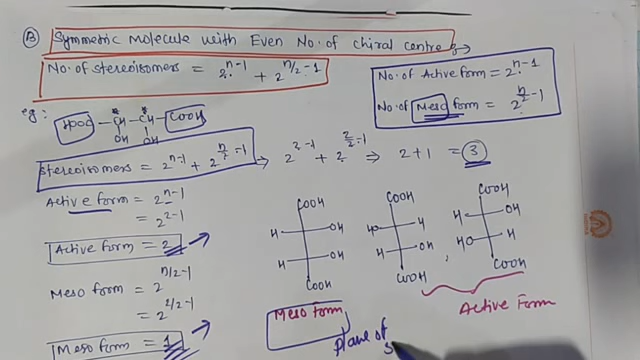 B) Symmetric Molecule with Even No. of chiral centre :→
No. of stereoisomers = 2^(n-1) + 2^(n/2 -1)
No. of Active form = 2^(n-1)
No. of Meso form = 2^(n/2 -1)
eg:
HOOC - *CH - *CH - COOH
OH OH
Stereoisomers = 2^(n-1) + 2^(n/2 -1) ⇒ 2^(2-1) + 2^(2/2 -1) ⇒ 2+1 = 3
Active form = 2^(n-1)
= 2^(2-1)
Active form = 2
Meso form = 2^(n/2 -1)
= 2^(2/2 -1)
Meso form = 1
COOH
H OH
H OH
COOH
Meso form
COOH
HO H
H OH
COOH
,
COOH
H OH
HO H
COOH
Active Form
Plane of
S